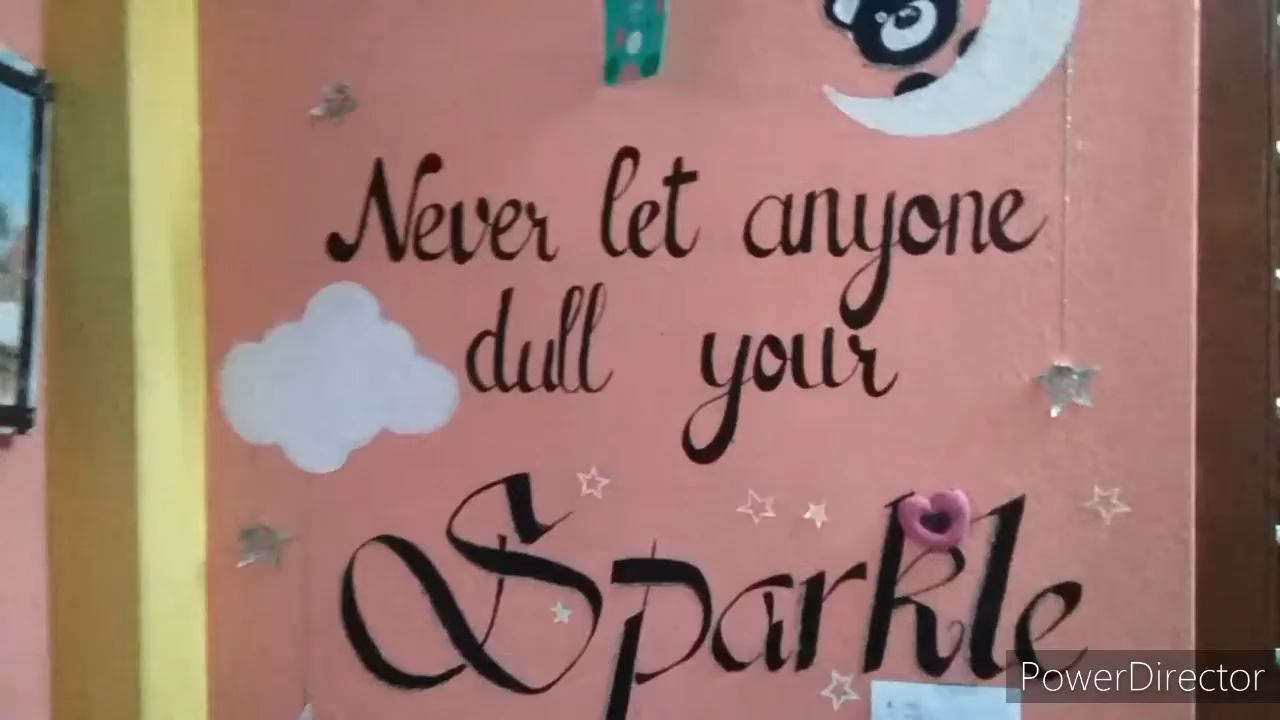 Never let anyone
dull your
Sparkle
PowerDirector